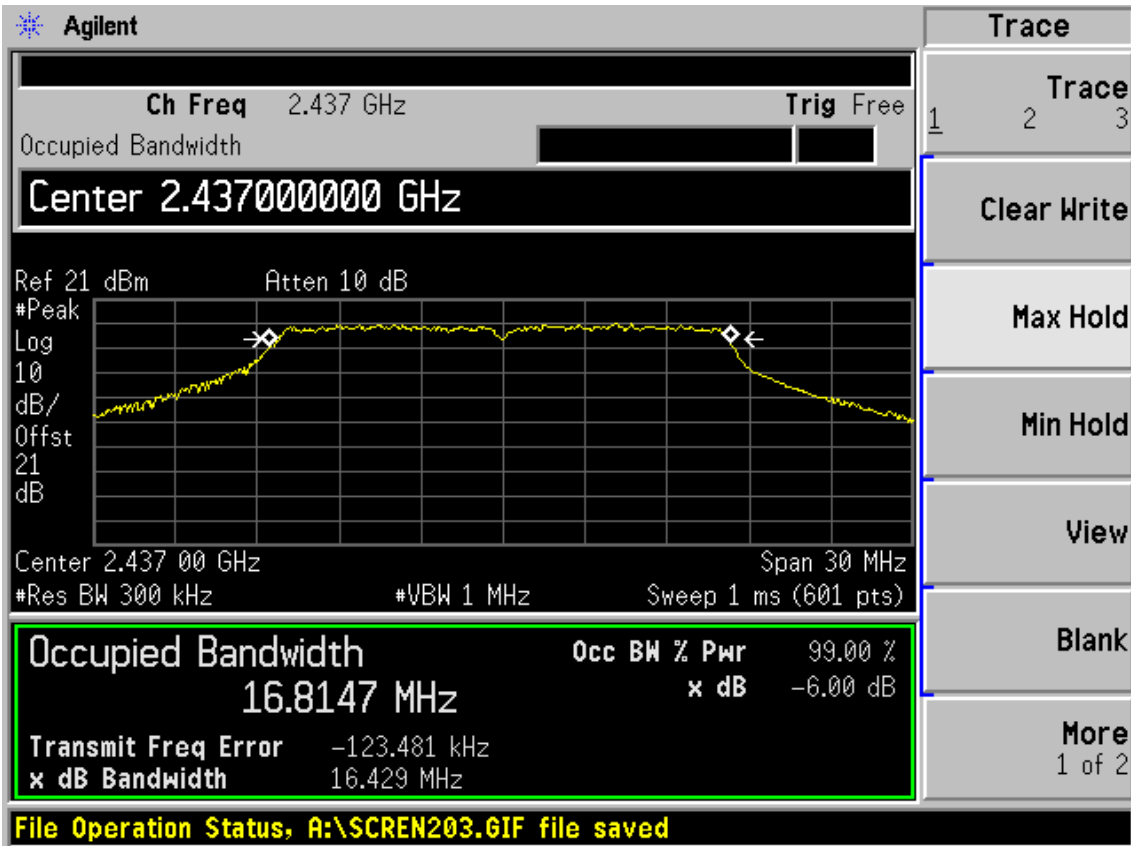 Agilent
Trace
Ch Freq 2.437 GHz Trig Free
Occupied Bandwidth
Center 2.437000000 GHz
Ref 21 dBm Atten 10 dB
#Peak
Log
10
dB/
Offst
21
dB
Center 2.437 00 GHz Span 30 MHz
#Res BW 300 kHz #VBW 1 MHz Sweep 1 ms (601 pts)
Occupied Bandwidth
16.8147 MHz
Occ BW % Pwr 99.00 %
x dB -6.00 dB
Transmit Freq Error -123.481 kHz
x dB Bandwidth 16.429 MHz
File Operation Status, A:\SCREN203.GIF file saved
Trace
1 2 3
Clear Write
Max Hold
Min Hold
View
Blank
More
1 of 2